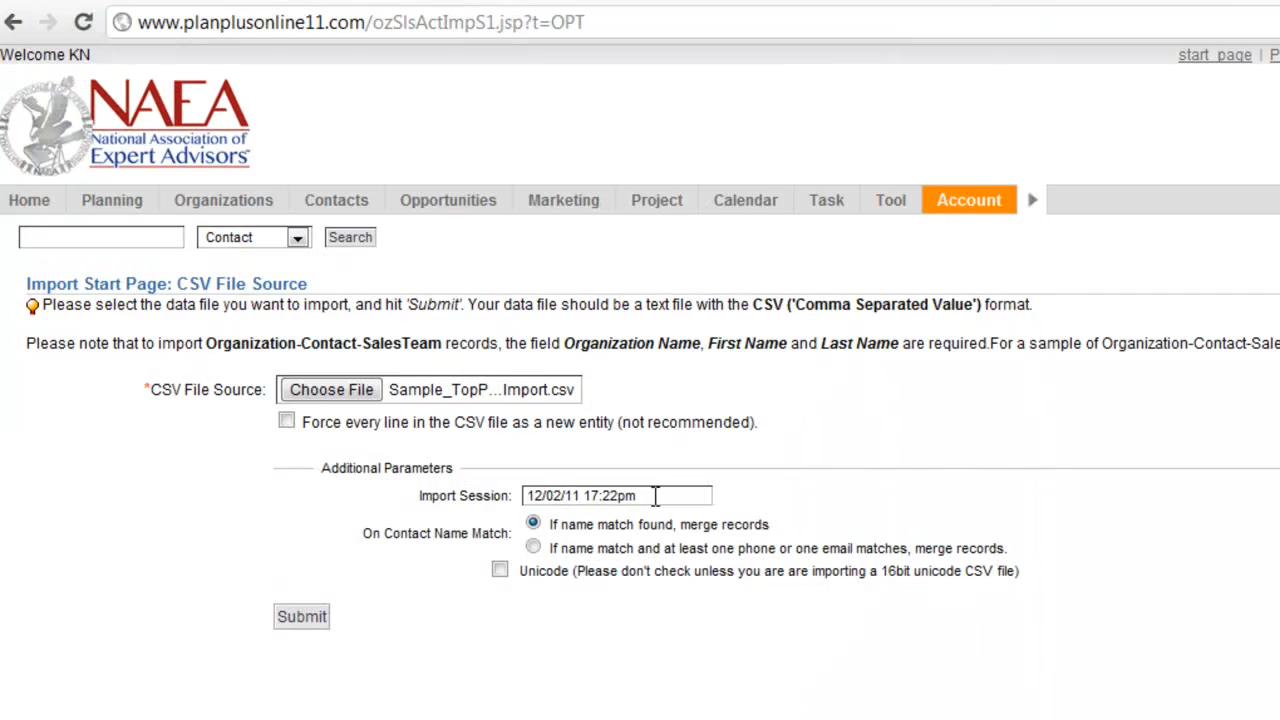 www.planplusonline11.com/ozSlsActImpS1.jsp?t=OPT
Welcome KN
start page | P
NAEA
National Association of
Expert Advisors
Home Planning Organizations Contacts Opportunities Marketing Project Calendar Task Tool Account
Contact Search
Import Start Page: CSV File Source
Please select the data file you want to import, and hit 'Submit'. Your data file should be a text file with the CSV ('Comma Separated Value') format.
Please note that to import Organization-Contact-SalesTeam records, the field Organization Name, First Name and Last Name are required.For a sample of Organization-Contact-Sale
*CSV File Source: Choose File Sample_TopP...Import.csv
Force every line in the CSV file as a new entity (not recommended).
Additional Parameters
Import Session: 12/02/11 17:22pm
If name match found, merge records
On Contact Name Match:
If name match and at least one phone or one email matches, merge records.
Unicode (Please don't check unless you are are importing a 16bit unicode CSV file)
Submit